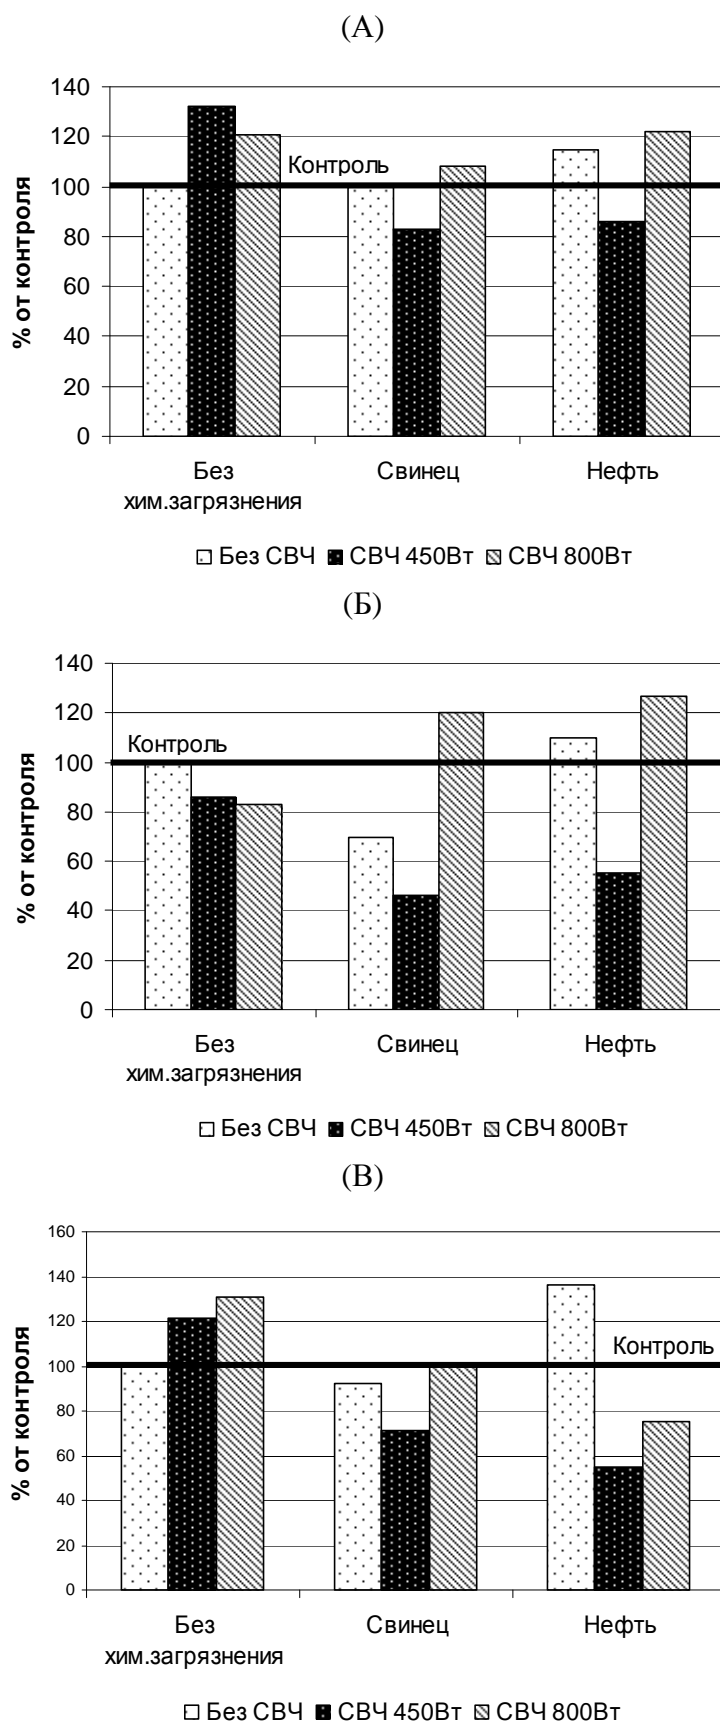 (А)
140
120
100
80
60
40
20
0
% от контроля
Контроль
Без
хим.загрязнения
Свинец
Нефть
Без СВЧ СВЧ 450Вт СВЧ 800Вт
(Б)
140
120
100
80
60
40
20
0
% от контроля
Контроль
Без
хим.загрязнения
Свинец
Нефть
Без СВЧ СВЧ 450Вт СВЧ 800Вт
(В)
160
140
120
100
80
60
40
20
0
% от контроля
Контроль
Без
хим.загрязнения
Свинец
Нефть
Без СВЧ СВЧ 450Вт СВЧ 800Вт